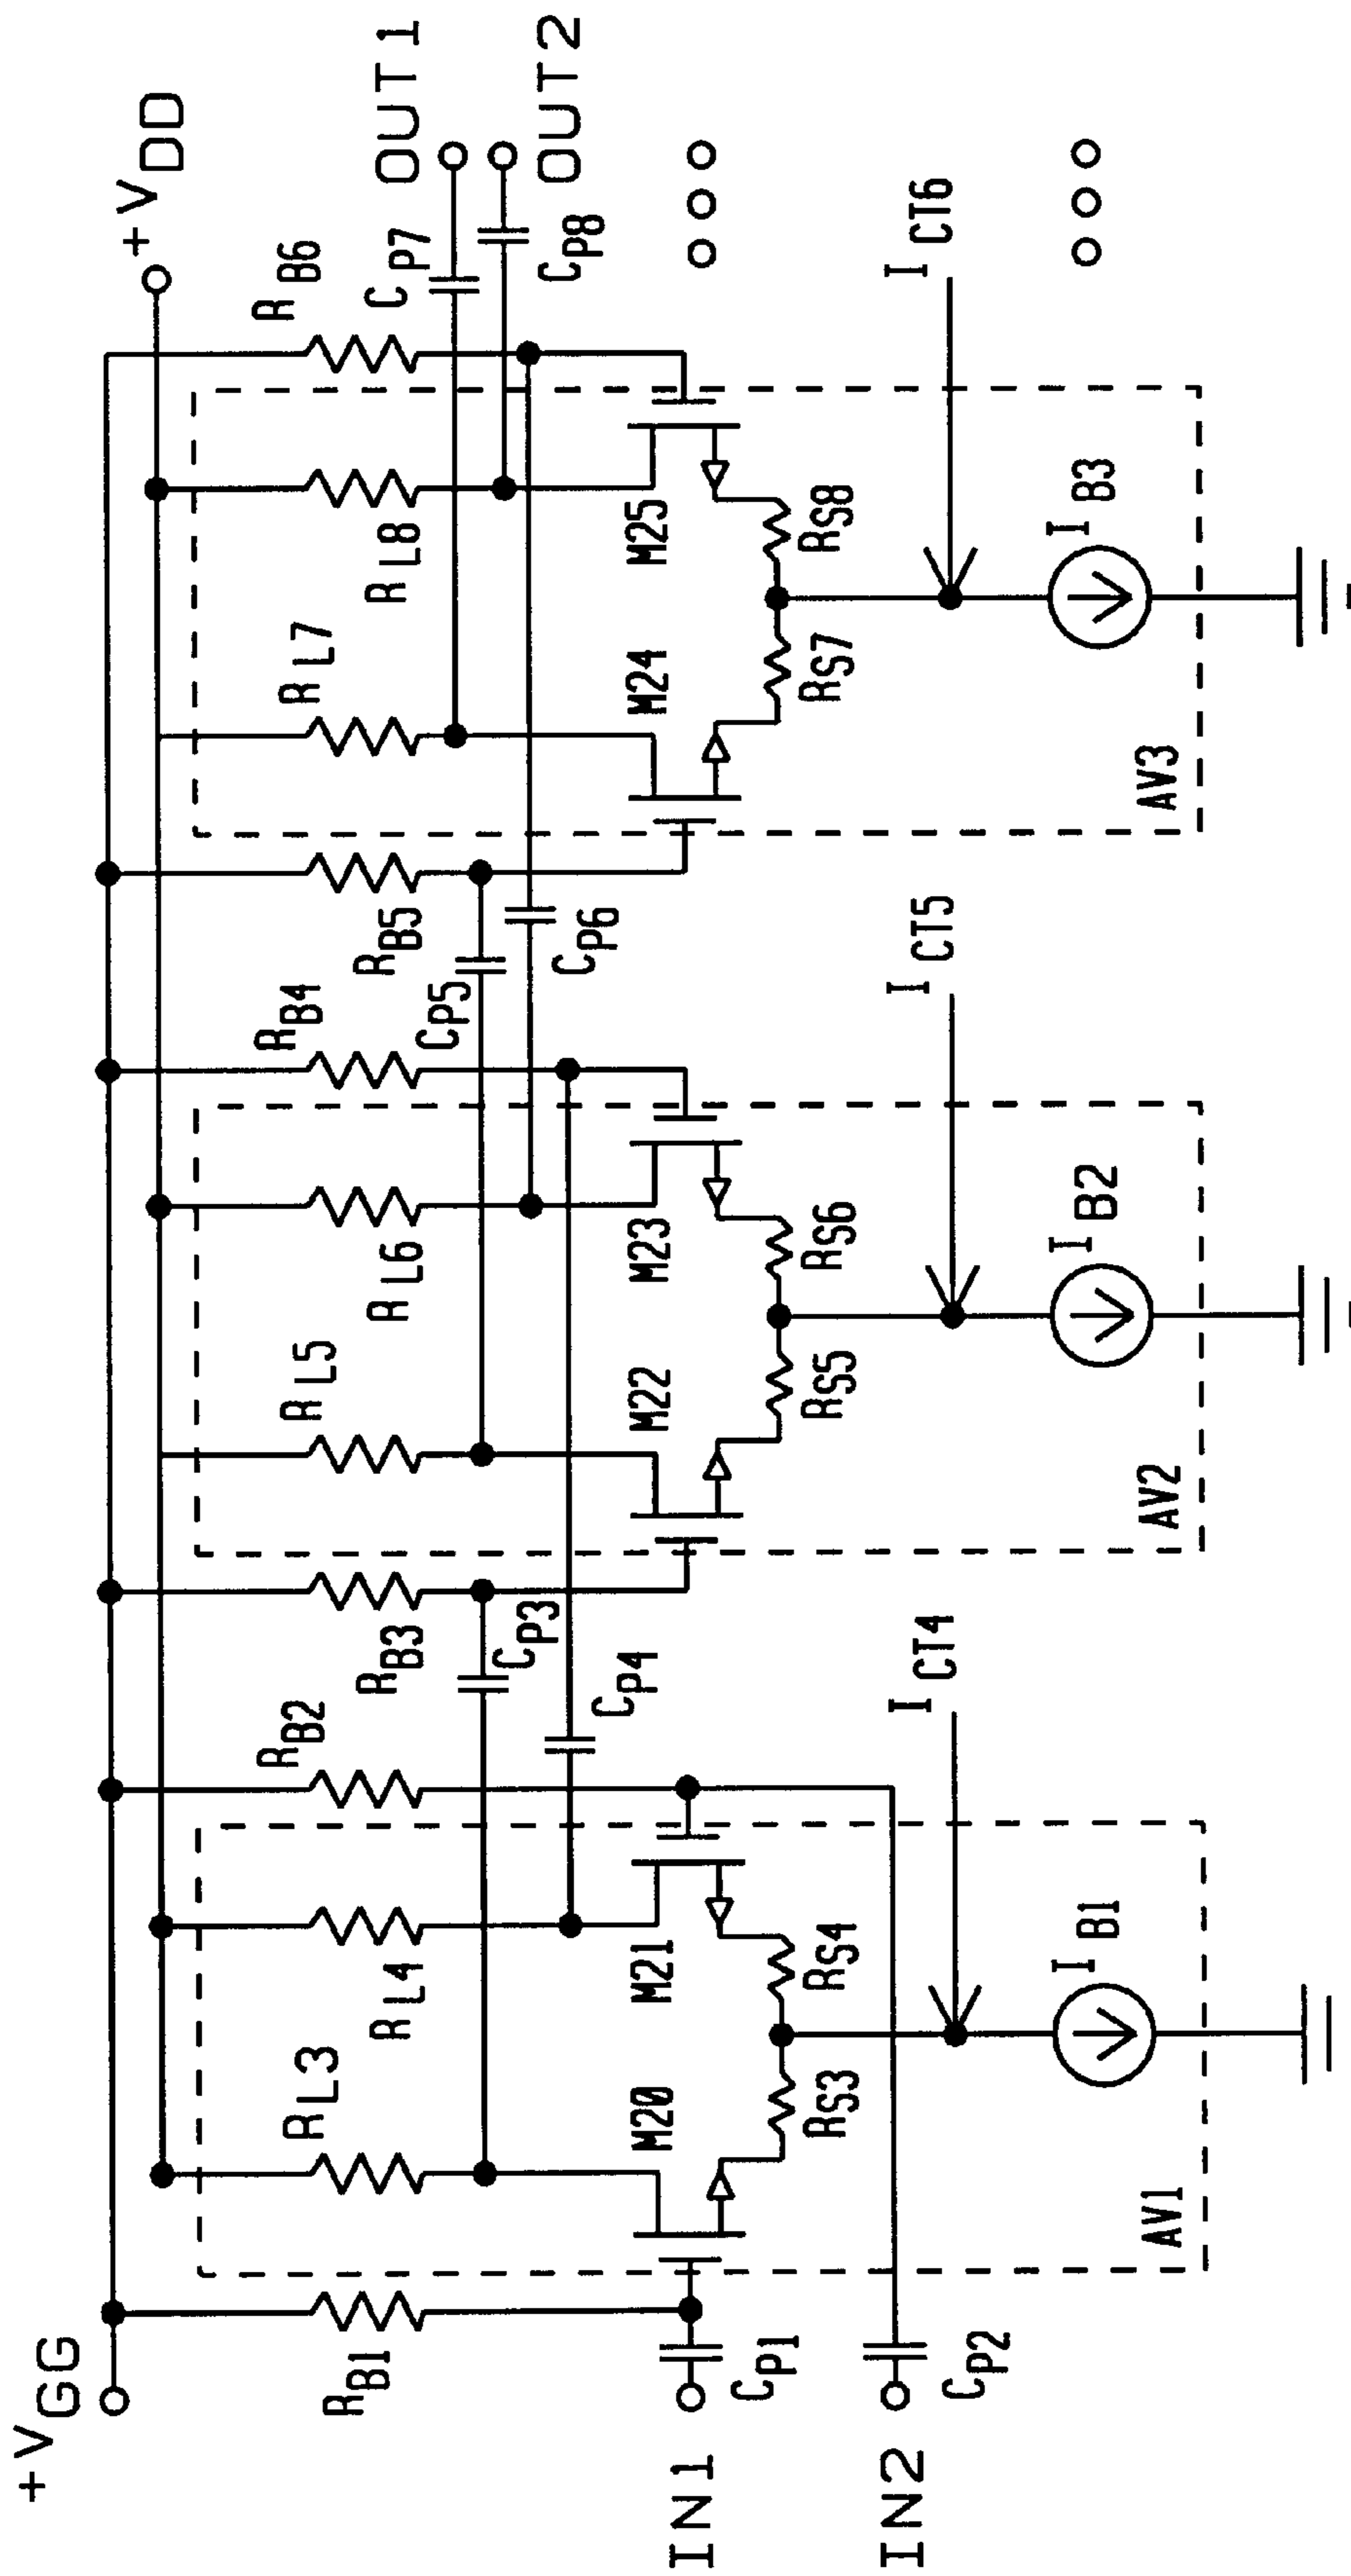 +VGG
+VDD
RB1
RL3
RL4
RB2
RB3
RL5
RL6
RB4
RB5
RL7
RL8
RB6
CP3
CP4
CP5
CP6
CP7
CP8
OUT1
OUT2
IN1
CP1
IN2
CP2
M20
M21
M22
M23
M24
M25
RS3
RS4
RS5
RS6
RS7
RS8
ICT4
ICT5
ICT6
IB1
IB2
IB3
AV1
AV2
AV3